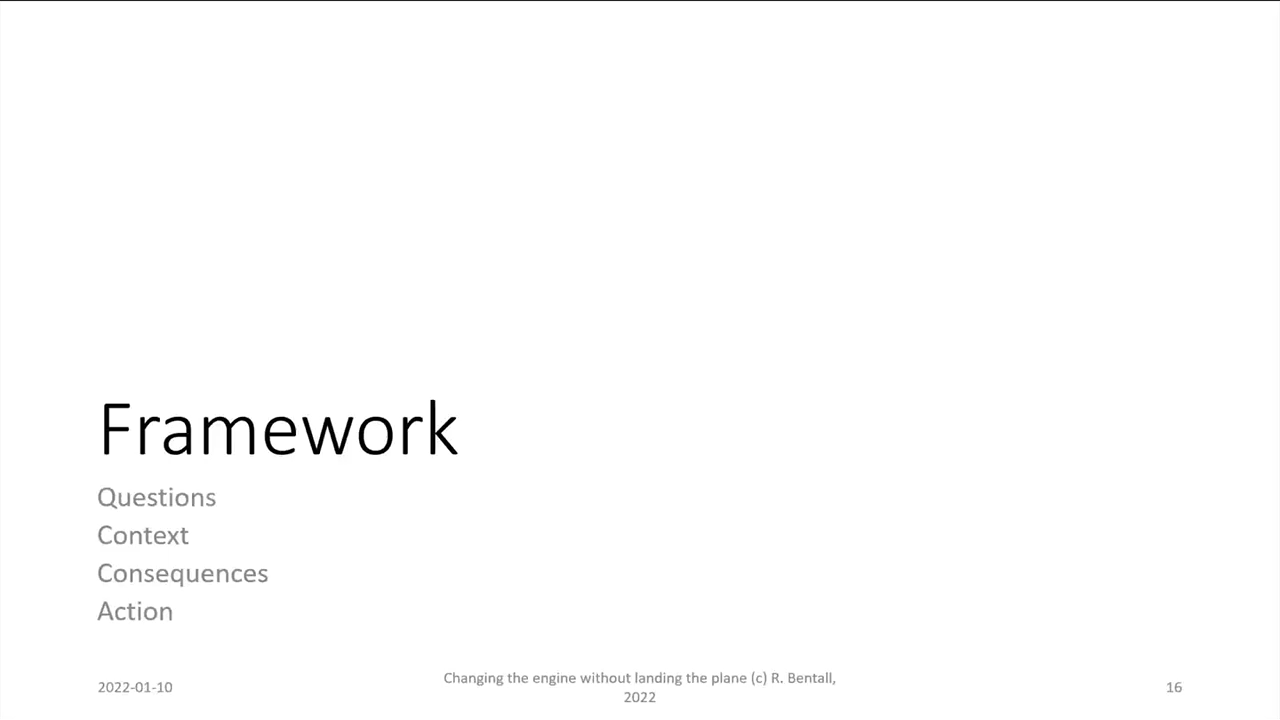 Framework
Questions
Context
Consequences
Action
2022-01-10
Changing the engine without landing the plane (c) R. Bentall,
2022
16